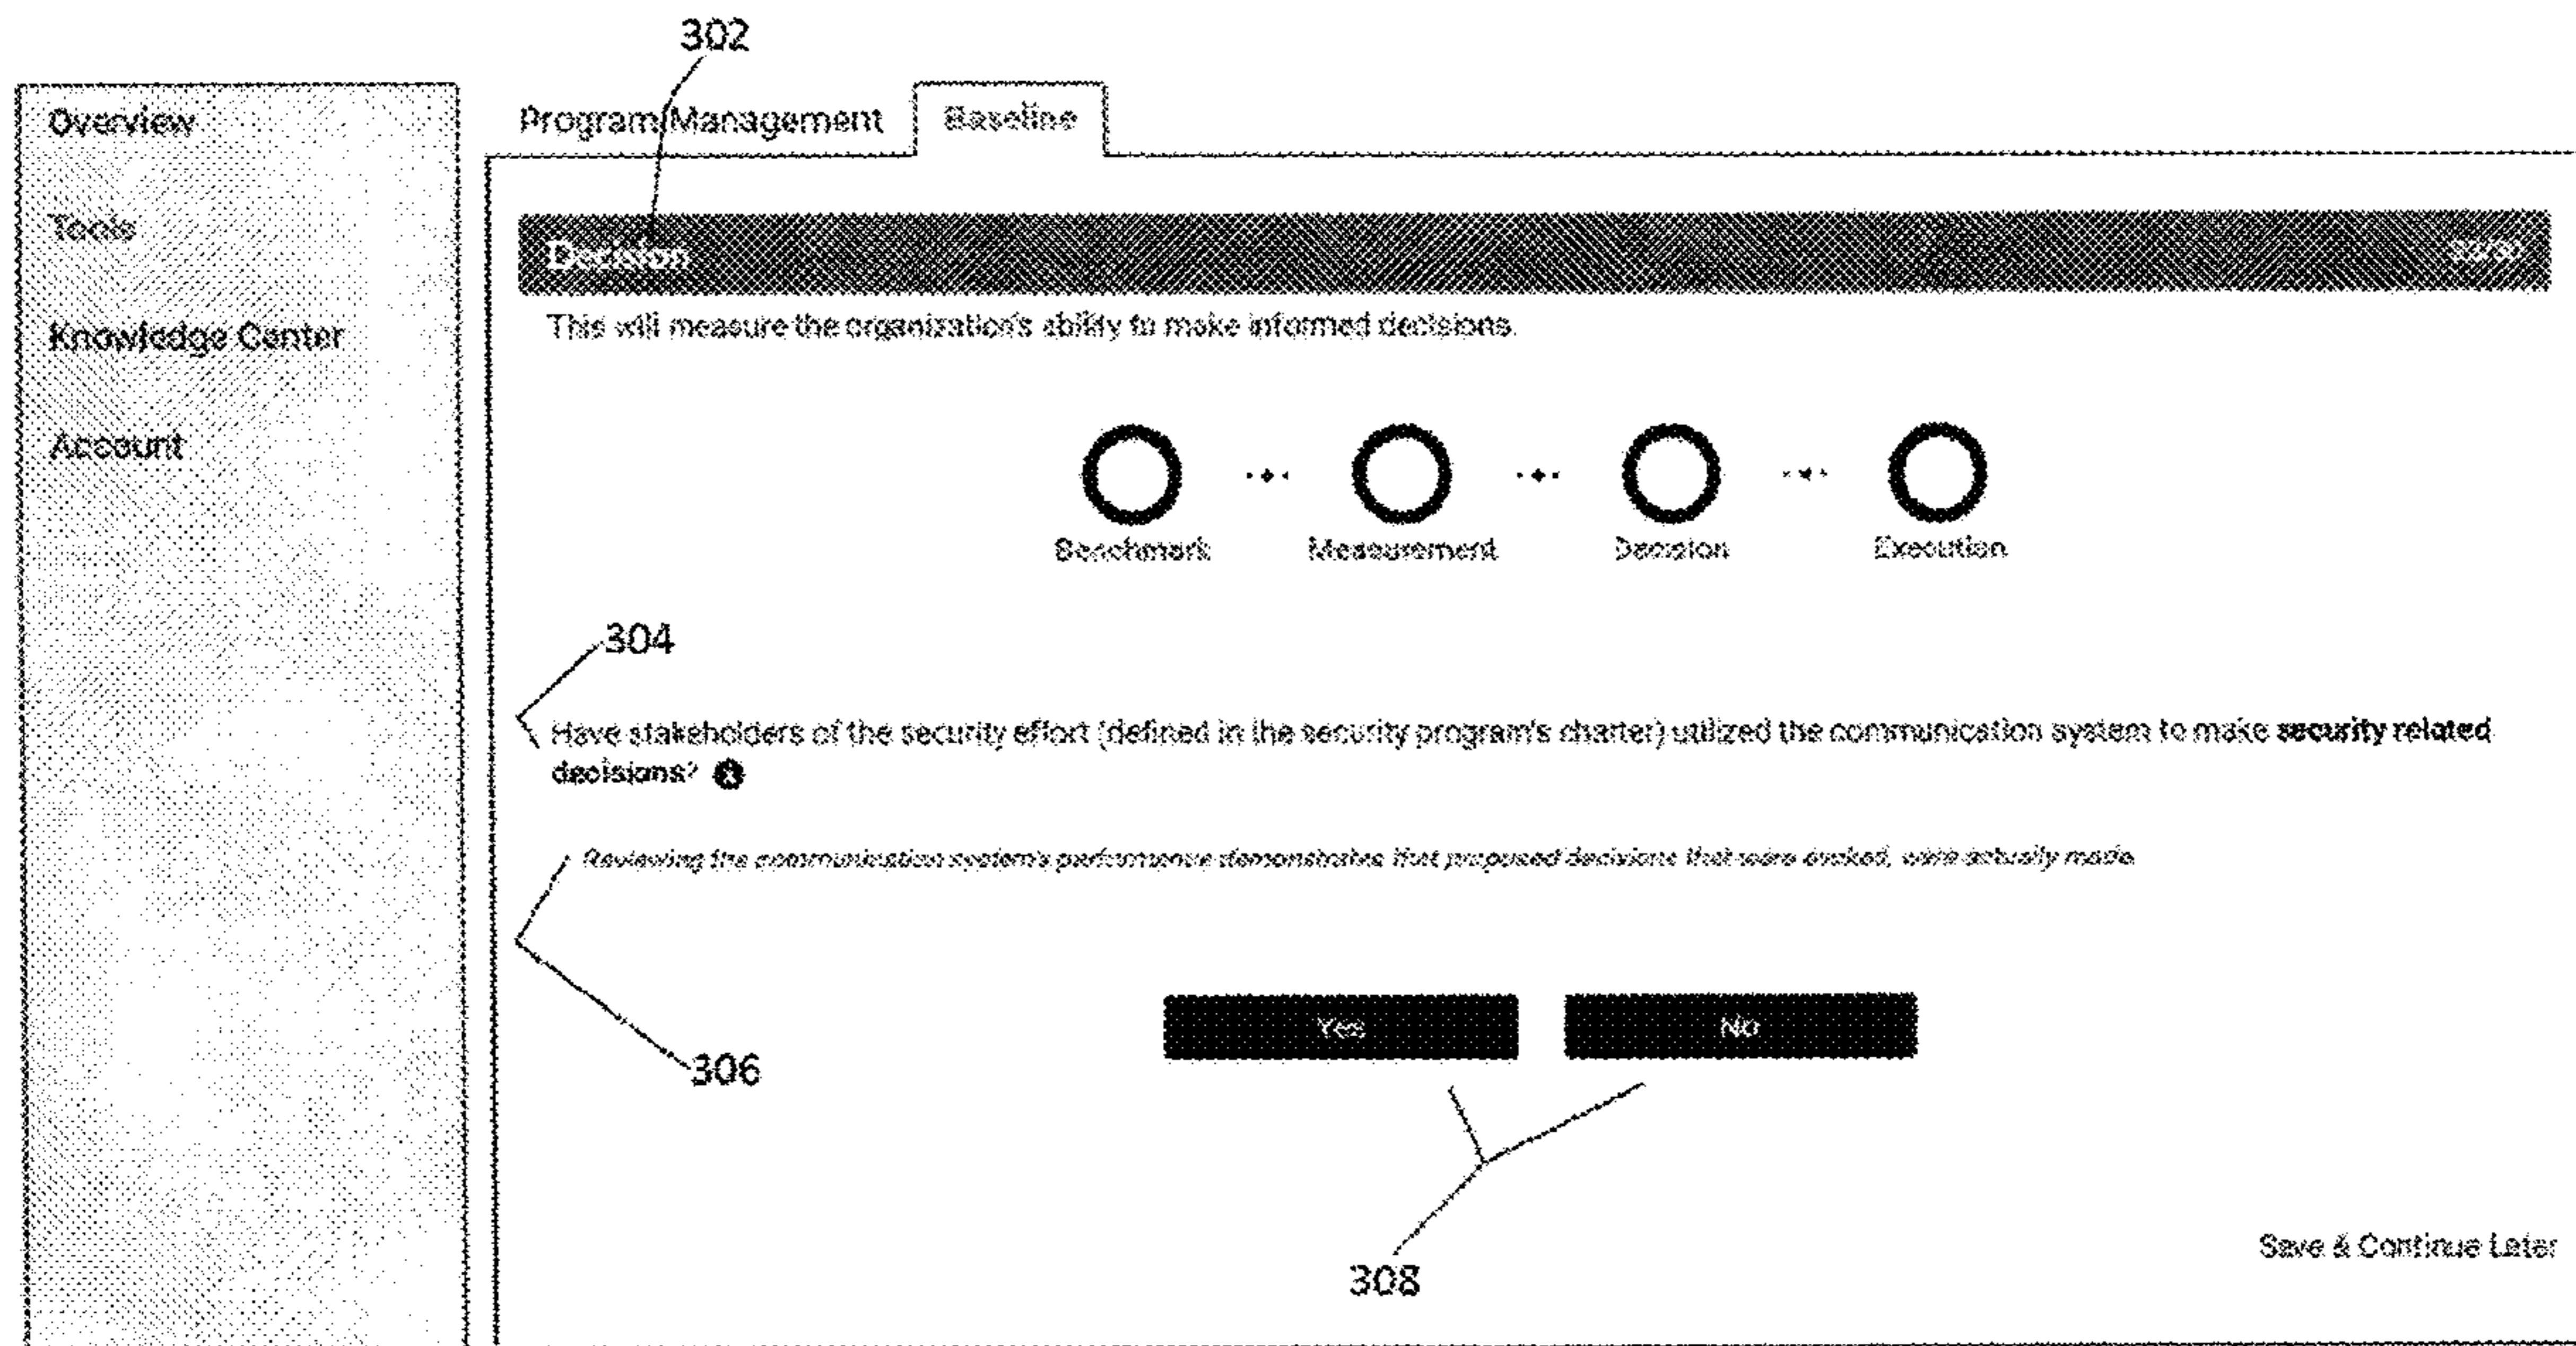 302
Overview
Program Management
Baseline
Tools
Decision
This will measure the organization's ability to make informed decisions.
Knowledge Center
Account
Benchmark
Measurement
Decision
Execution
304
Have stakeholders of the security effort (defined in the security program's charter) utilized the communication system to make security related
decisions?
Reviewing the communication system's performance demonstrates that proposed decisions that were evoked, were actually made.
Yes
No
306
308
Save & Continue Later